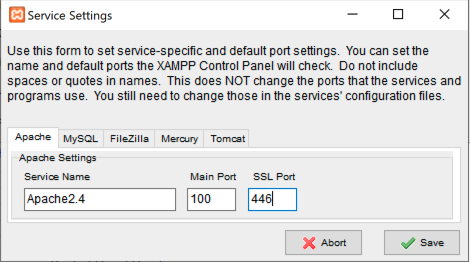 Service Settings
Use this form to set service-specific and default port settings. You can set the
name and default ports the XAMPP Control Panel will check. Do not include
spaces or quotes in names. This does NOT change the ports that the services and
programs use. You still need to change those in the services' configuration files.
Apache MySQL FileZilla Mercury Tomcat
Apache Settings
Service Name Main Port SSL Port
Apache2.4 100 446
Abort Save